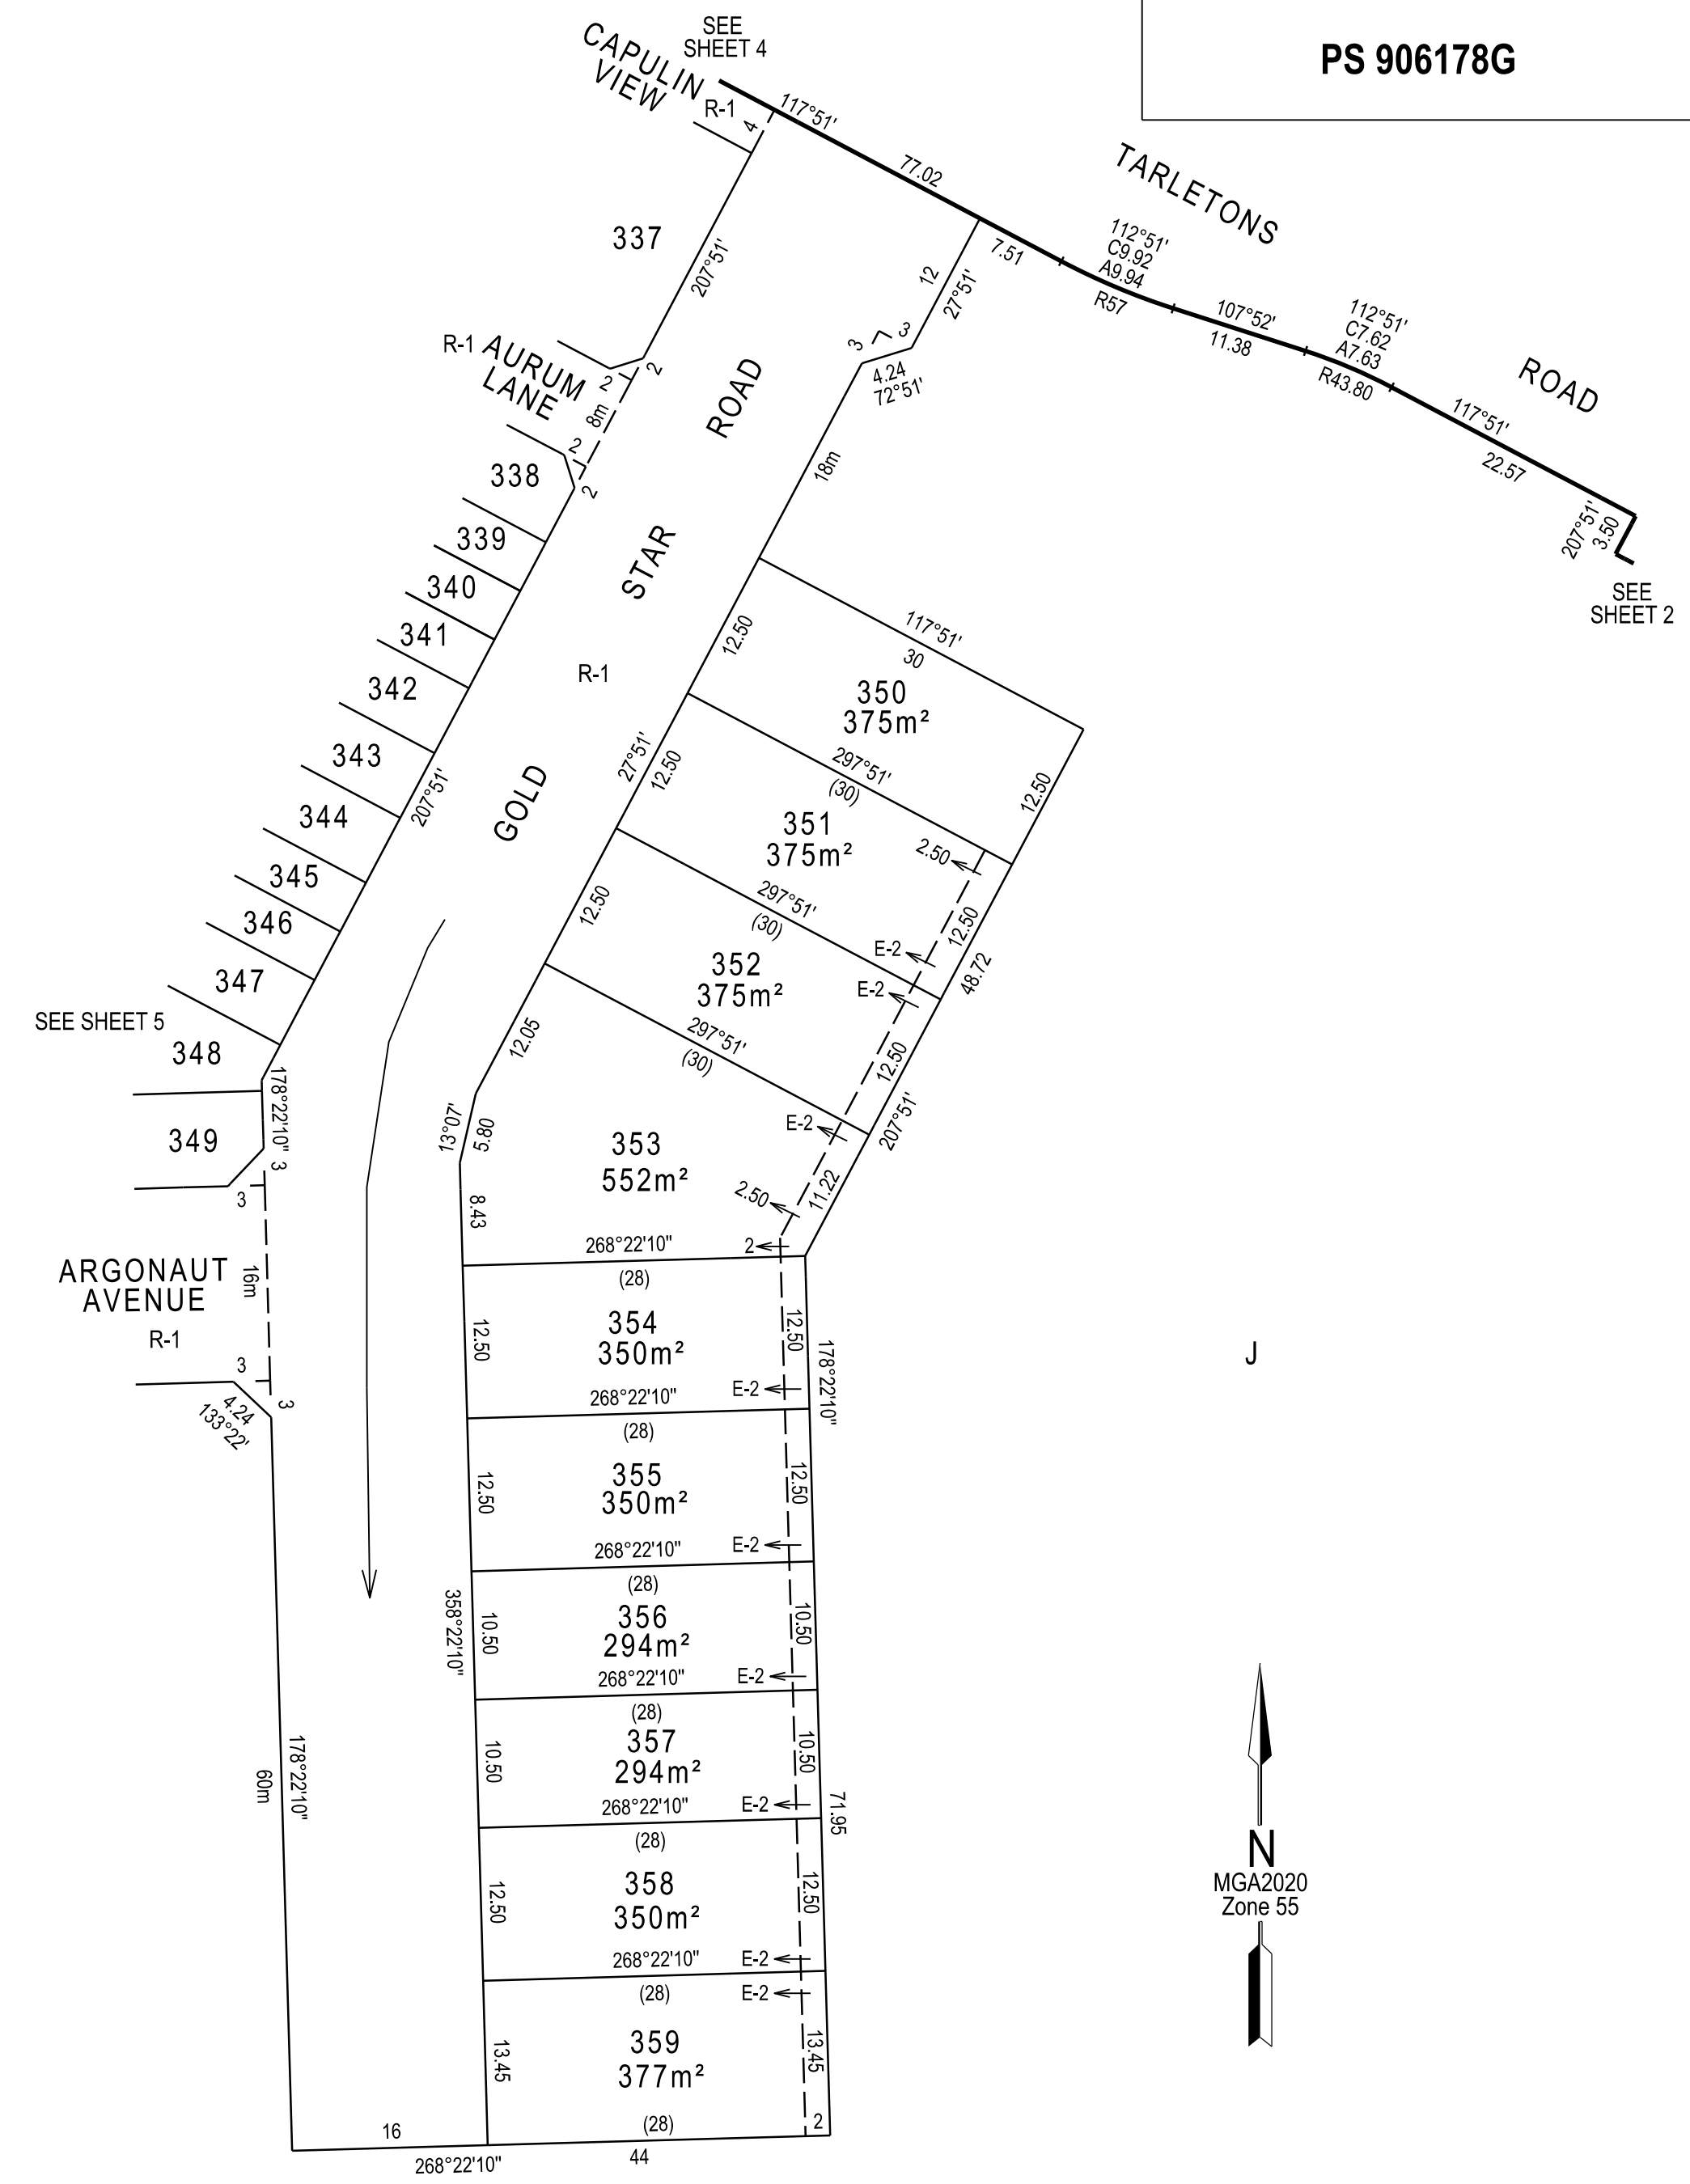 PS 906178G
SEE
SHEET 4
CAPULIN
VIEW
R-1
4
117°51'
77.02
TARLETONS
ROAD
7.51
112°51'
C9.92
A9.94
R57
107°52'
11.38
112°51'
C7.62
A7.63
R43.80
117°51'
22.57
207°51'
3.50
SEE
SHEET 2
337
207°51'
12
27°51'
3
3
4.24
72°51'
R-1
AURUM
LANE
2
2
8m
2
2
18m
GOLD STAR ROAD
R-1
338
339
340
341
342
343
344
345
346
347
348
349
207°51'
SEE SHEET 5
178°22'10"
3
3
ARGONAUT
AVENUE
R-1
16m
3
3
4.24
133°22'
117°51'
30
12.50
350
375m²
12.50
297°51'
(30)
27°51'
12.50
351
375m²
2.50
12.50
297°51'
(30)
E-2
48.72
12.50
352
375m²
E-2
12.50
297°51'
(30)
E-2
207°51'
12.05
13°07'
5.80
353
552m²
11.22
2.50
8.43
268°22'10"
2
(28)
354
350m²
12.50
12.50
178°22'10"
268°22'10"
E-2
(28)
355
350m²
12.50
12.50
268°22'10"
E-2
(28)
358°22'10"
356
294m²
10.50
10.50
268°22'10"
E-2
(28)
357
294m²
10.50
10.50
71.95
268°22'10"
E-2
(28)
358
350m²
12.50
12.50
268°22'10"
E-2
(28)
E-2
359
377m²
13.45
13.45
(28)
2
178°22'10"
60m
16
268°22'10"
44
J
N
MGA2020
Zone 55